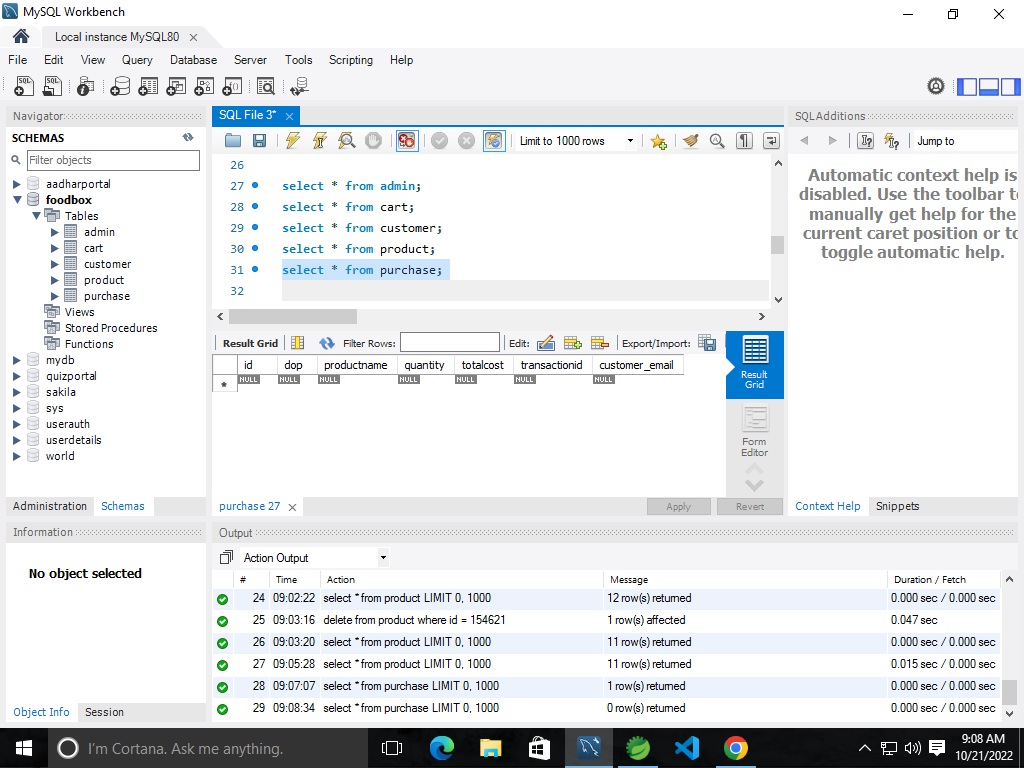 MySQL Workbench
Local instance MySQL80
File Edit View Query Database Server Tools Scripting Help
Navigator
SCHEMAS
Filter objects
aadharportal
foodbox
Tables
admin
cart
customer
product
purchase
Views
Stored Procedures
Functions
mydb
quizportal
sakila
sys
userauth
userdetails
world
Administration Schemas
Information
No object selected
Object Info Session
SQL File 3*
Limit to 1000 rows
26
27 select * from admin;
28 select * from cart;
29 select * from customer;
30 select * from product;
31 select * from purchase;
32
Result Grid Filter Rows: Edit: Export/Import:
id dop productname quantity totalcost transactionid customer_email
NULL NULL NULL NULL NULL NULL NULL
Result Grid
Form Editor
purchase 27
Apply Revert
SQLAdditions
Jump to
Automatic context help is
disabled. Use the toolbar to
manually get help for the
current caret position or to
toggle automatic help.
Context Help Snippets
Output
Action Output
# Time Action Message Duration / Fetch
24 09:02:22 select * from product LIMIT 0, 1000 12 row(s) returned 0.000 sec / 0.000 sec
25 09:03:16 delete from product where id = 154621 1 row(s) affected 0.047 sec
26 09:03:20 select * from product LIMIT 0, 1000 11 row(s) returned 0.000 sec / 0.000 sec
27 09:05:28 select * from product LIMIT 0, 1000 11 row(s) returned 0.015 sec / 0.000 sec
28 09:07:07 select * from purchase LIMIT 0, 1000 1 row(s) returned 0.000 sec / 0.000 sec
29 09:08:34 select * from purchase LIMIT 0, 1000 0 row(s) returned 0.000 sec / 0.000 sec
I'm Cortana. Ask me anything.
9:08 AM
10/21/2022